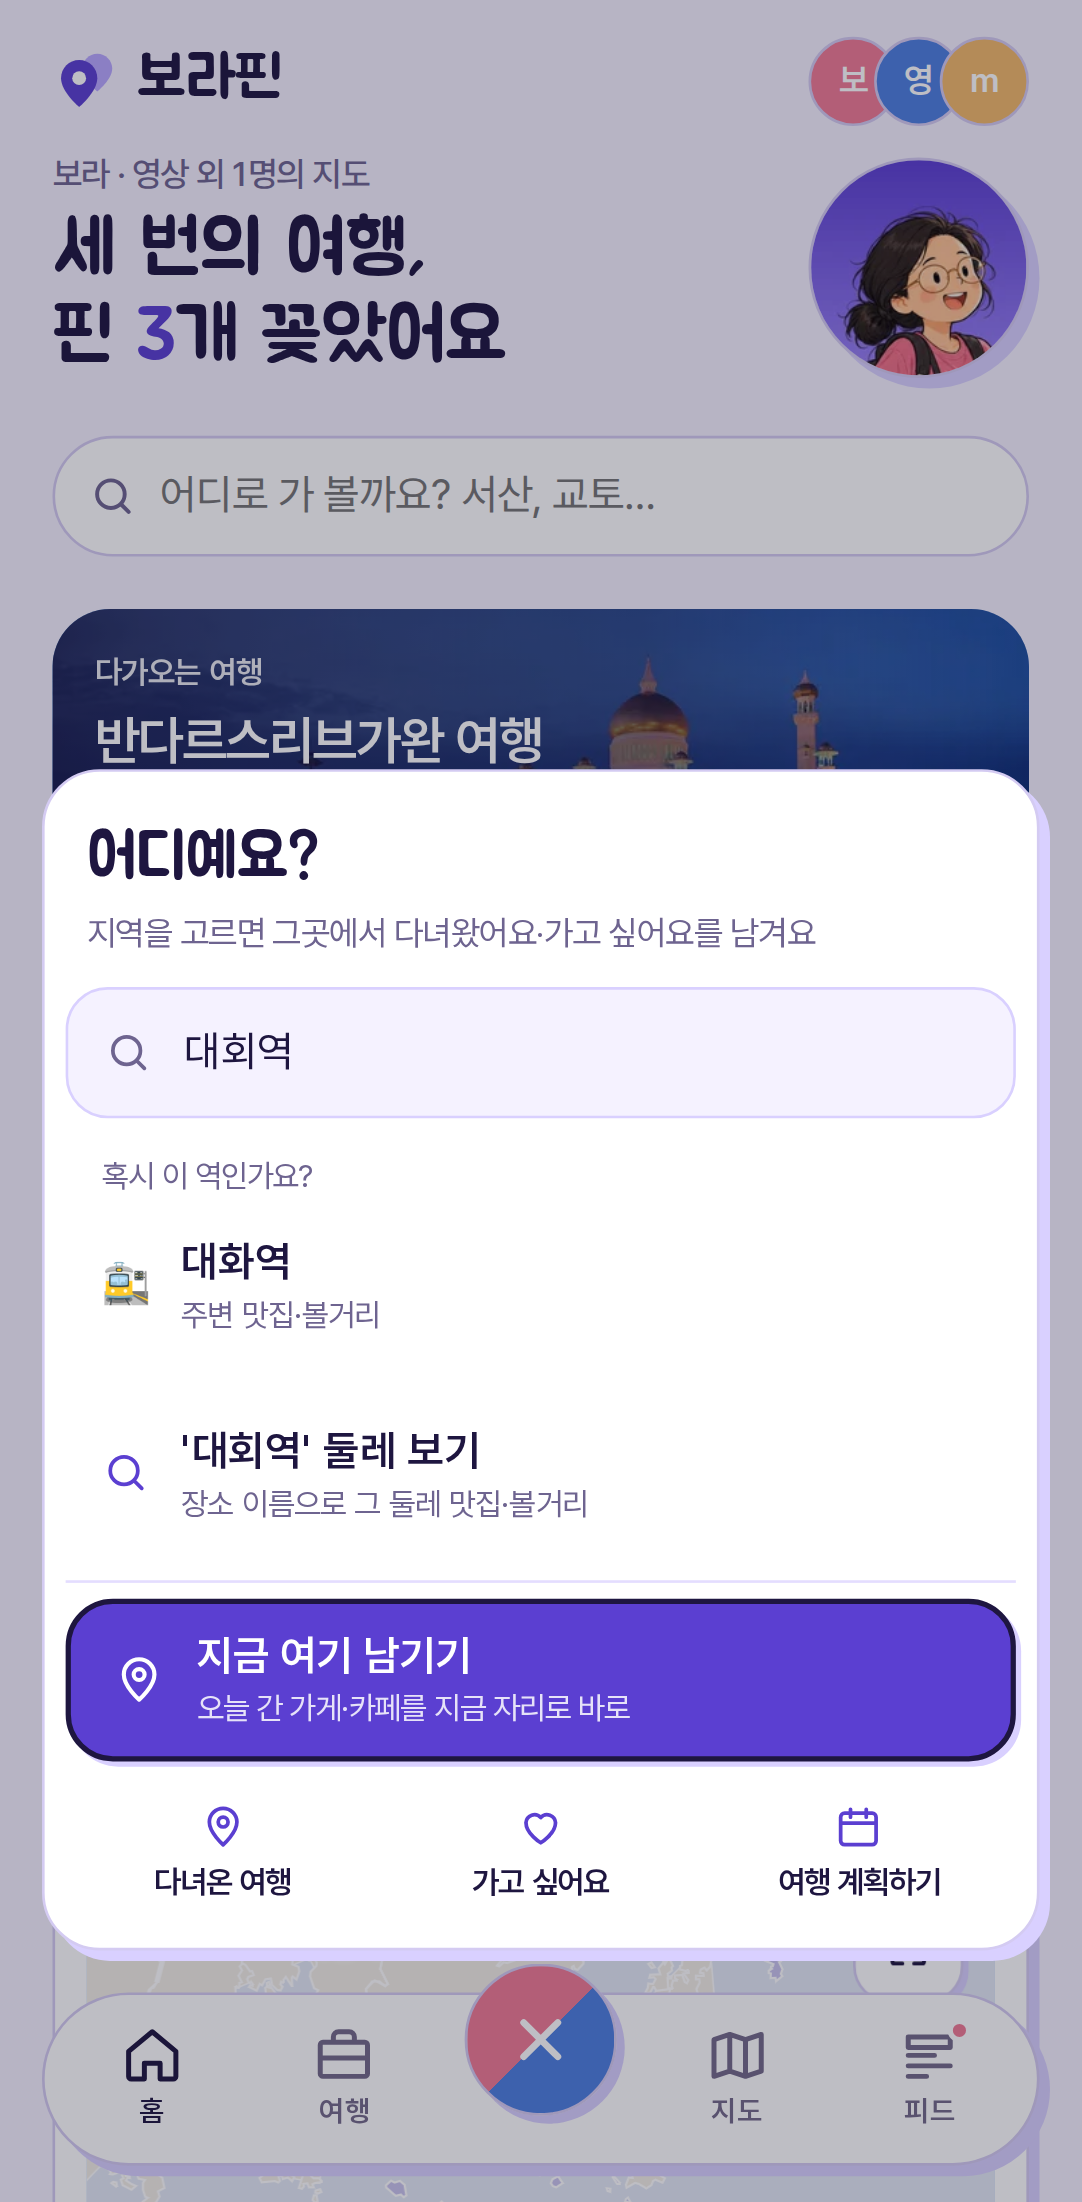 보라핀
보 영 m
보라 · 영상 외 1명의 지도
세 번의 여행,
핀 3개 꽂았어요
어디로 가 볼까요? 서산, 교토...
다가오는 여행
반다르스리브가완 여행
어디예요?
지역을 고르면 그곳에서 다녀왔어요·가고 싶어요를 남겨요
대회역
혹시 이 역인가요?
대화역
주변 맛집·볼거리
'대회역' 둘레 보기
장소 이름으로 그 둘레 맛집·볼거리
지금 여기 남기기
오늘 간 가게·카페를 지금 자리로 바로
다녀온 여행 가고 싶어요 여행 계획하기
홈 여행 지도 피드